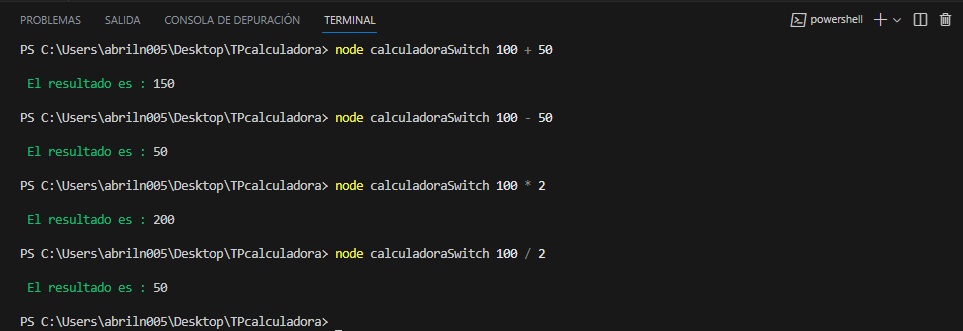 PROBLEMAS SALIDA CONSOLA DE DEPURACIÓN TERMINAL powershell
PS C:\Users\abriln005\Desktop\TPcalculadora> node calculadoraSwitch 100 + 50
El resultado es : 150
PS C:\Users\abriln005\Desktop\TPcalculadora> node calculadoraSwitch 100 - 50
El resultado es : 50
PS C:\Users\abriln005\Desktop\TPcalculadora> node calculadoraSwitch 100 * 2
El resultado es : 200
PS C:\Users\abriln005\Desktop\TPcalculadora> node calculadoraSwitch 100 / 2
El resultado es : 50
PS C:\Users\abriln005\Desktop\TPcalculadora>